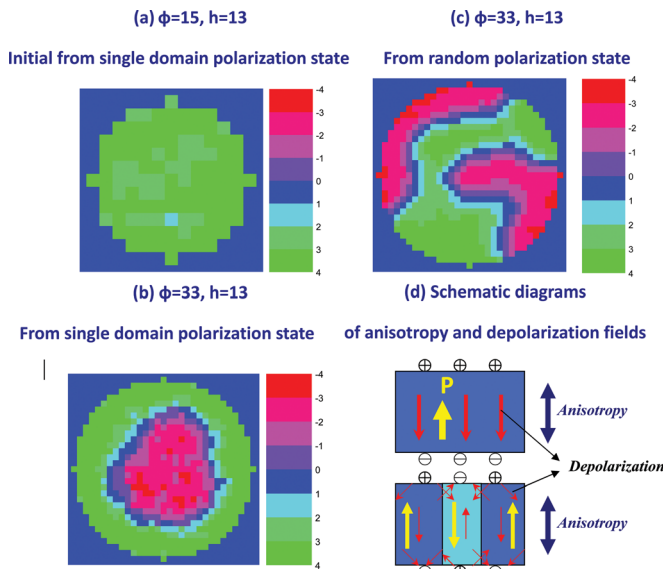 (a) ϕ=15, h=13
Initial from single domain polarization state
-4
-3
-2
-1
0
1
2
3
4
(c) ϕ=33, h=13
From random polarization state
-4
-3
-2
-1
0
1
2
3
4
(b) ϕ=33, h=13
From single domain polarization state
-4
-3
-2
-1
0
1
2
3
4
(d) Schematic diagrams
of anisotropy and depolarization fields
⊕ ⊕ ⊕
P
Anisotropy
⊖ ⊖ ⊖
Depolarization
⊕ ⊖ ⊕
Anisotropy
⊖ ⊕ ⊖